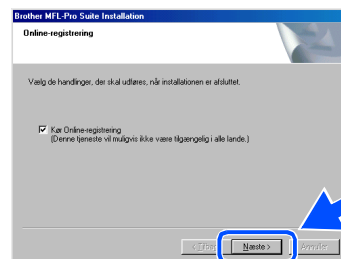 Brother MFL-Pro Suite Installation
Online-registrering
Vælg de handlinger, der skal udføres, når installationen er afsluttet.
Kør Online-registrering
(Denne tjeneste vil muligvis ikke være tilgængelig i alle lande.)
Næste > Annuller